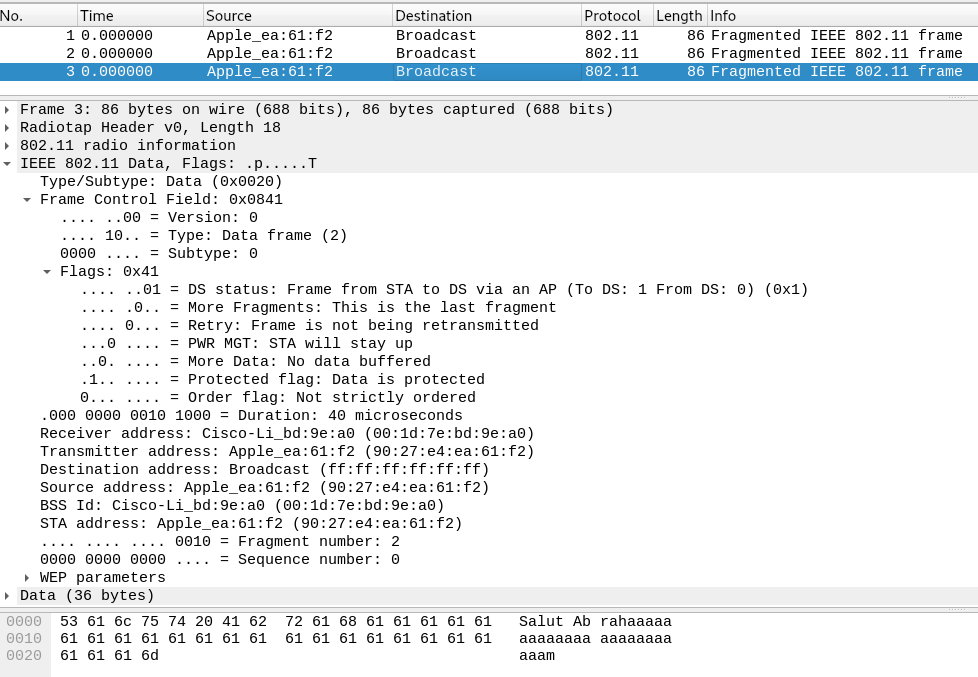 No. Time Source Destination Protocol Length Info
1 0.000000 Apple_ea:61:f2 Broadcast 802.11 86 Fragmented IEEE 802.11 frame
2 0.000000 Apple_ea:61:f2 Broadcast 802.11 86 Fragmented IEEE 802.11 frame
3 0.000000 Apple_ea:61:f2 Broadcast 802.11 86 Fragmented IEEE 802.11 frame
Frame 3: 86 bytes on wire (688 bits), 86 bytes captured (688 bits)
Radiotap Header v0, Length 18
802.11 radio information
IEEE 802.11 Data, Flags: .p.....T
Type/Subtype: Data (0x0020)
Frame Control Field: 0x0841
.... ..00 = Version: 0
.... 10.. = Type: Data frame (2)
0000 .... = Subtype: 0
Flags: 0x41
.... ..01 = DS status: Frame from STA to DS via an AP (To DS: 1 From DS: 0) (0x1)
.... .0.. = More Fragments: This is the last fragment
.... 0... = Retry: Frame is not being retransmitted
...0 .... = PWR MGT: STA will stay up
..0. .... = More Data: No data buffered
.1.. .... = Protected flag: Data is protected
0... .... = Order flag: Not strictly ordered
.000 0000 0010 1000 = Duration: 40 microseconds
Receiver address: Cisco-Li_bd:9e:a0 (00:1d:7e:bd:9e:a0)
Transmitter address: Apple_ea:61:f2 (90:27:e4:ea:61:f2)
Destination address: Broadcast (ff:ff:ff:ff:ff:ff)
Source address: Apple_ea:61:f2 (90:27:e4:ea:61:f2)
BSS Id: Cisco-Li_bd:9e:a0 (00:1d:7e:bd:9e:a0)
STA address: Apple_ea:61:f2 (90:27:e4:ea:61:f2)
.... .... .... 0010 = Fragment number: 2
0000 0000 0000 .... = Sequence number: 0
WEP parameters
Data (36 bytes)
0000 53 61 6c 75 74 20 41 62 72 61 68 61 61 61 61 61 Salut Ab rahaaaaa
0010 61 61 61 61 61 61 61 61 61 61 61 61 61 61 61 61 aaaaaaaa aaaaaaaa
0020 61 61 61 6d aaam